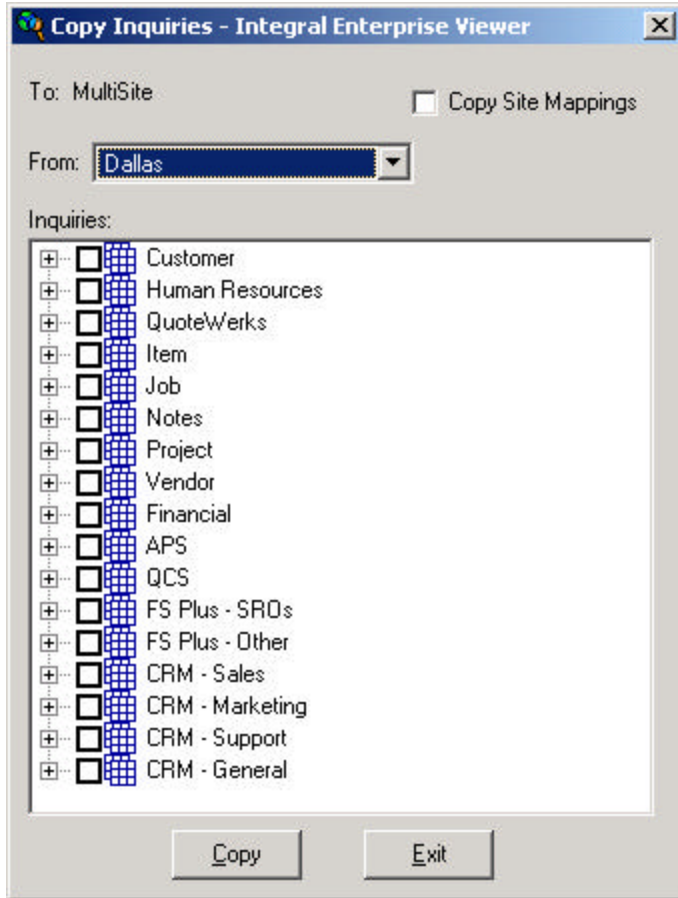 Copy Inquiries - Integral Enterprise Viewer
To: MultiSite
Copy Site Mappings
From: Dallas
Inquiries:
Customer
Human Resources
QuoteWerks
Item
Job
Notes
Project
Vendor
Financial
APS
QCS
FS Plus - SROs
FS Plus - Other
CRM - Sales
CRM - Marketing
CRM - Support
CRM - General
Copy
Exit